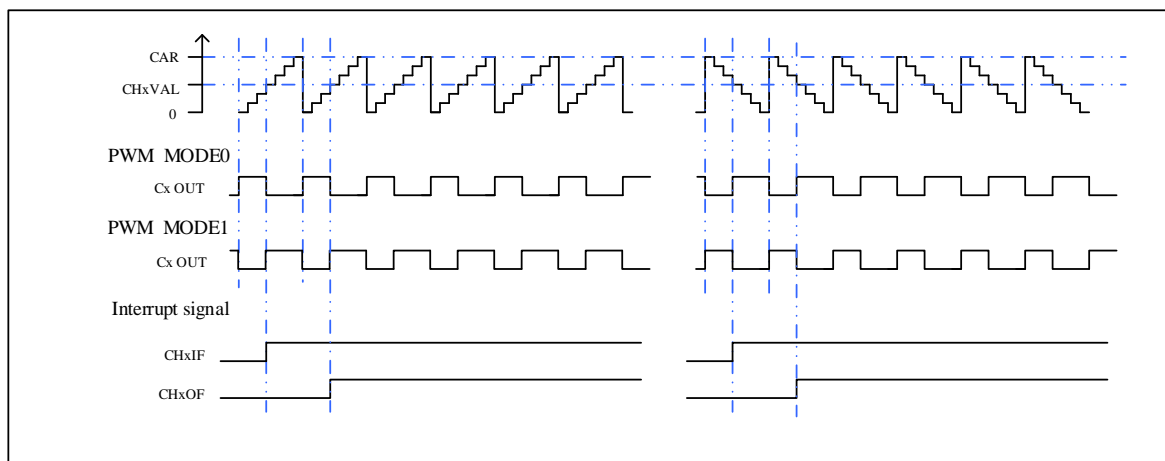 CAR
CHxVAL
0
PWM MODE0
Cx OUT
PWM MODE1
Cx OUT
Interrupt signal
CHxIF
CHxOF